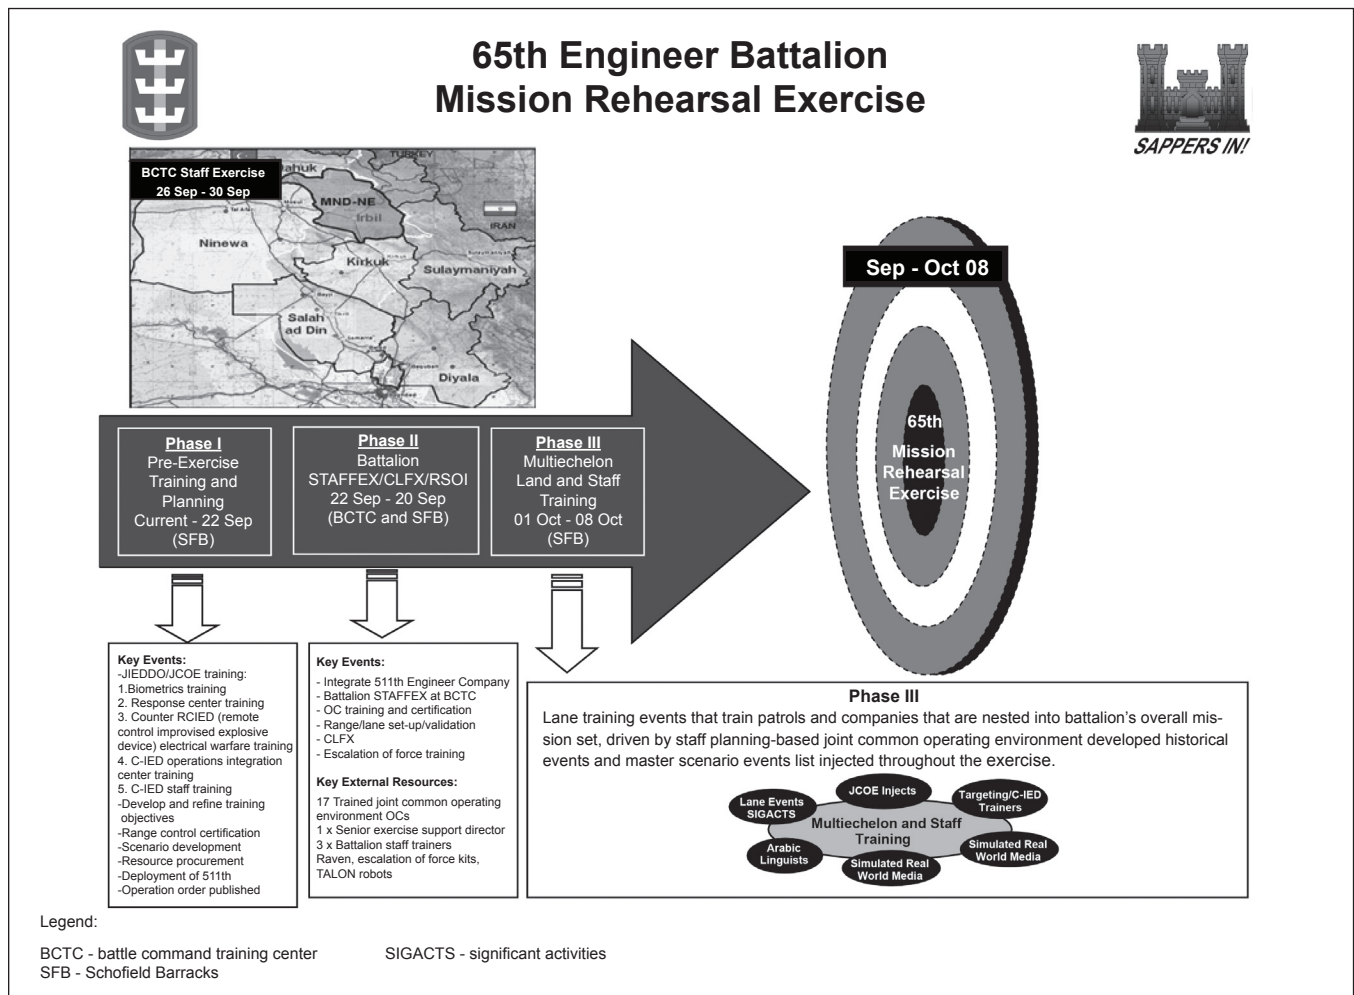 65th Engineer Battalion
Mission Rehearsal Exercise
SAPPERS IN!
BCTC Staff Exercise
26 Sep - 30 Sep
TURKEY
MND-NE
Irbil
IRAN
Ninewa
Kirkuk
Sulaymaniyah
Salah
ad Din
Diyala
Sep - Oct 08
65th
Mission
Rehearsal
Exercise
Phase I
Pre-Exercise
Training and
Planning
Current - 22 Sep
(SFB)
Phase II
Battalion
STAFFEX/CLFX/RSOI
22 Sep - 20 Sep
(BCTC and SFB)
Phase III
Multiechelon
Land and Staff
Training
01 Oct - 08 Oct
(SFB)
Key Events:
-JIEDDO/JCOE training:
1.Biometrics training
2. Response center training
3. Counter RCIED (remote
control improvised explosive
device) electrical warfare training
4. C-IED operations integration
center training
5. C-IED staff training
-Develop and refine training
objectives
-Range control certification
-Scenario development
-Resource procurement
-Deployment of 511th
-Operation order published
Key Events:
- Integrate 511th Engineer Company
- Battalion STAFFEX at BCTC
- OC training and certification
- Range/lane set-up/validation
- CLFX
- Escalation of force training
Key External Resources:
17 Trained joint common operating
environment OCs
1 x Senior exercise support director
3 x Battalion staff trainers
Raven, escalation of force kits,
TALON robots
Phase III
Lane training events that train patrols and companies that are nested into battalion's overall mis-
sion set, driven by staff planning-based joint common operating environment developed historical
events and master scenario events list injected throughout the exercise.
Lane Events
SIGACTS
JCOE Injects
Targeting/C-IED
Trainers
Multiechelon and Staff
Training
Arabic
Linguists
Simulated Real
World Media
Simulated Real
World Media
Legend:
BCTC - battle command training center
SIGACTS - significant activities
SFB - Schofield Barracks